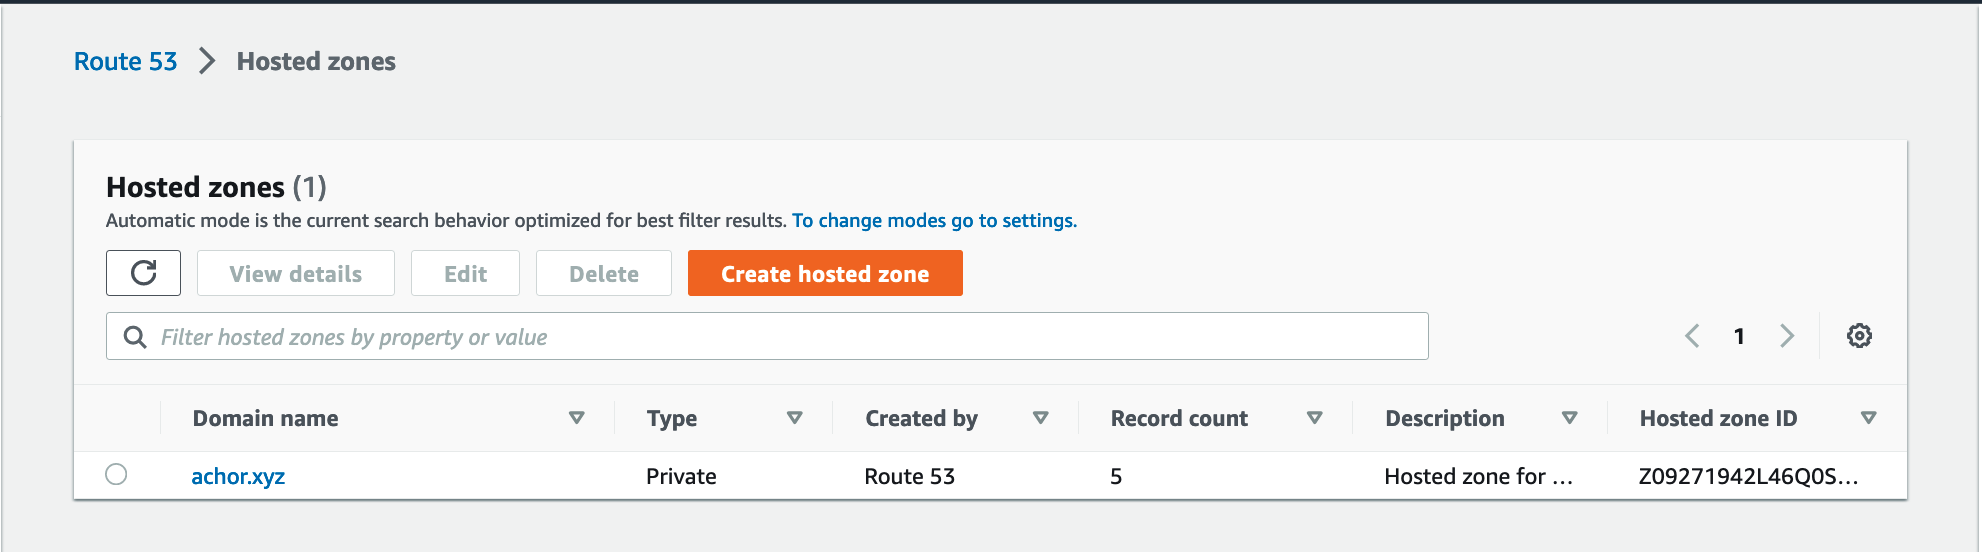 Route 53 > Hosted zones
Hosted zones (1)
Automatic mode is the current search behavior optimized for best filter results. To change modes go to settings.
View details Edit Delete Create hosted zone
Filter hosted zones by property or value 1
Domain name Type Created by Record count Description Hosted zone ID
achor.xyz Private Route 53 5 Hosted zone for ... Z09271942L46Q0S...